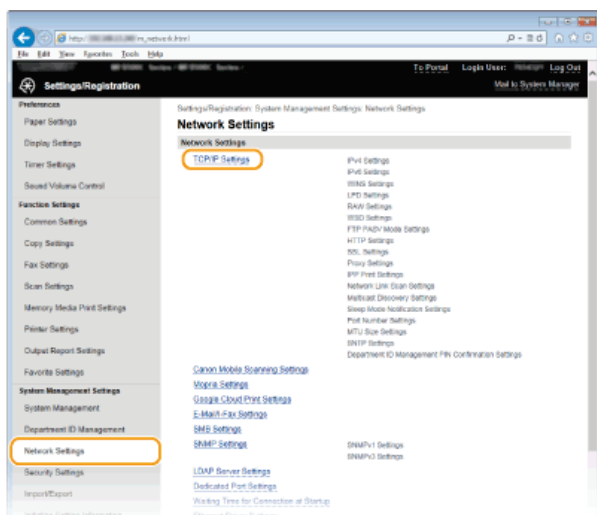 http://
m_network.html
File Edit View Favorites Tools Help
To Portal Login User: Log Out
Settings/Registration
Mail to System Manager
Preferences
Paper Settings
Display Settings
Timer Settings
Sound Volume Control
Function Settings
Common Settings
Copy Settings
Fax Settings
Scan Settings
Memory Media Print Settings
Printer Settings
Output Report Settings
Favorite Settings
System Management Settings
System Management
Department ID Management
Network Settings
Security Settings
Import/Export
Settings/Registration: System Management Settings: Network Settings
Network Settings
Network Settings
TCP/IP Settings
IPv4 Settings
IPv6 Settings
WINS Settings
LPD Settings
RAW Settings
WSD Settings
FTP PASV Mode Settings
HTTP Settings
SSL Settings
Proxy Settings
IPP Print Settings
Network Link Scan Settings
Multicast Discovery Settings
Sleep Mode Notification Settings
Port Number Settings
MTU Size Settings
SNTP Settings
Department ID Management PIN Confirmation Settings
Canon Mobile Scanning Settings
Mopria Settings
Google Cloud Print Settings
E-Mail/I-Fax Settings
SMB Settings
SNMP Settings
SNMPv1 Settings
SNMPv3 Settings
LDAP Server Settings
Dedicated Port Settings
Waiting Time for Connection at Startup